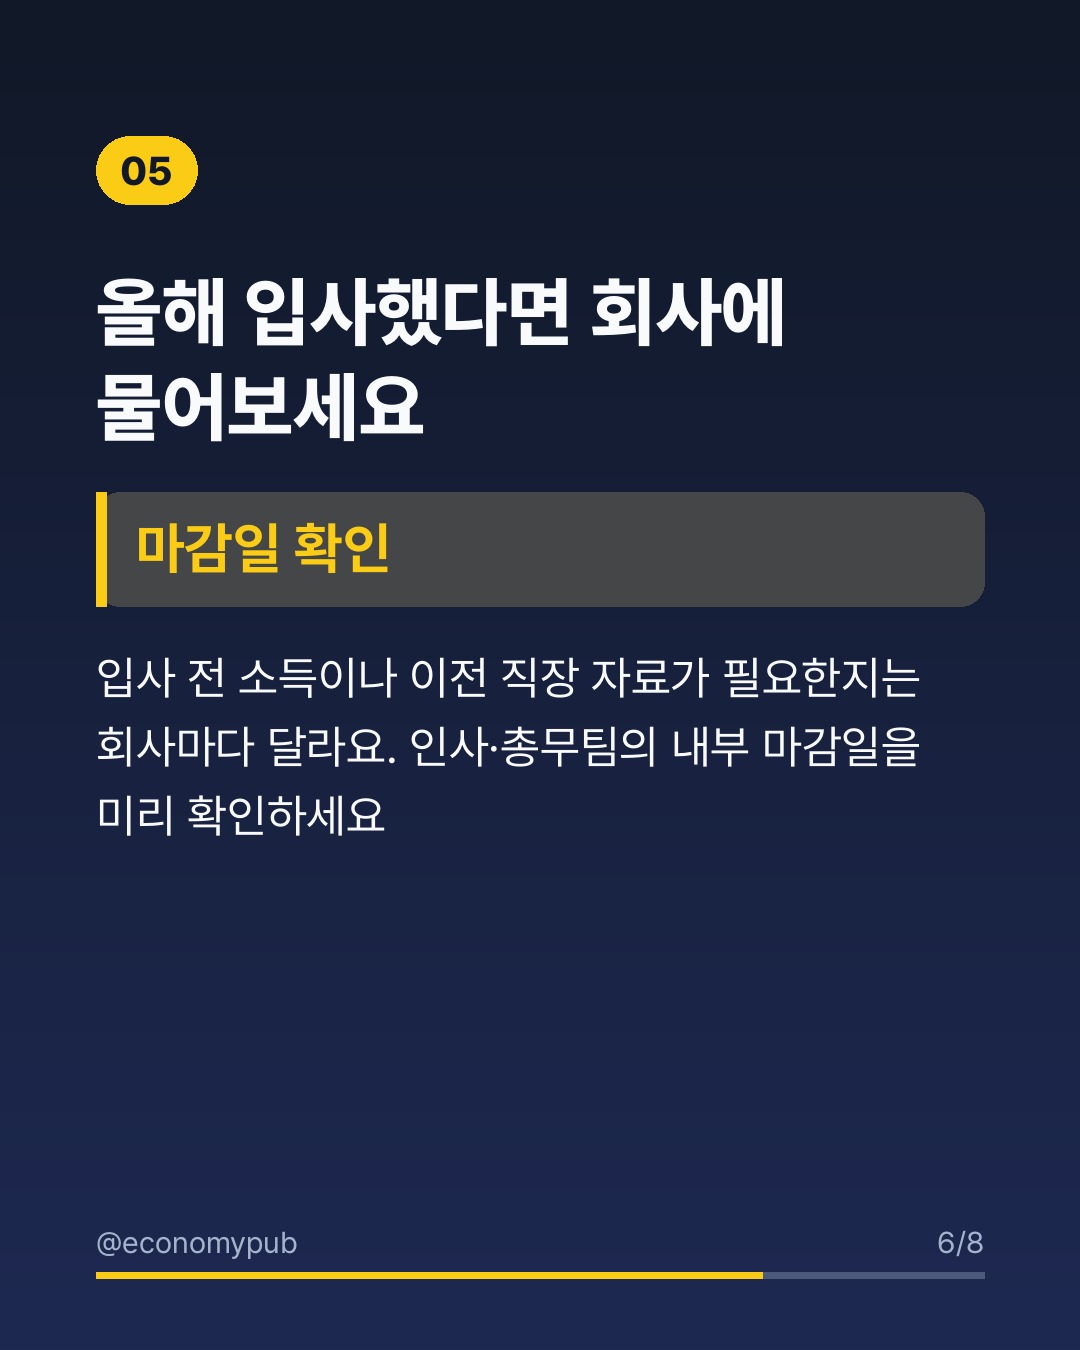 05
올해 입사했다면 회사에
물어보세요
마감일 확인
입사 전 소득이나 이전 직장 자료가 필요한지는
회사마다 달라요. 인사·총무팀의 내부 마감일을
미리 확인하세요
@economypub
6/8